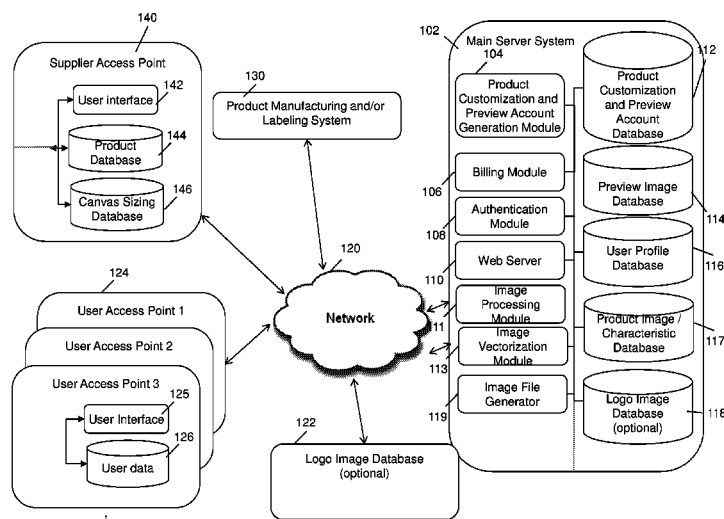 140
Supplier Access Point
User interface
142
Product
Database
144
Canvas Sizing
Database
146
130
Product Manufacturing and/or
Labeling System
102
Main Server System
104
Product
Customization and
Preview Account
Generation Module
112
Product
Customization
and Preview
Account
Database
106
Billing Module
Preview Image
Database
114
108
Authentication
Module
110
Web Server
User Profile
Database
116
11
Image
Processing
Module
Product Image /
Characteristic
Database
117
113
Image
Vectorization
Module
119
Image File
Generator
Logo Image
Database
(optional)
118
120
Network
124
User Access Point 1
User Access Point 2
User Access Point 3
125
User Interface
126
User data
122
Logo Image Database
(optional)